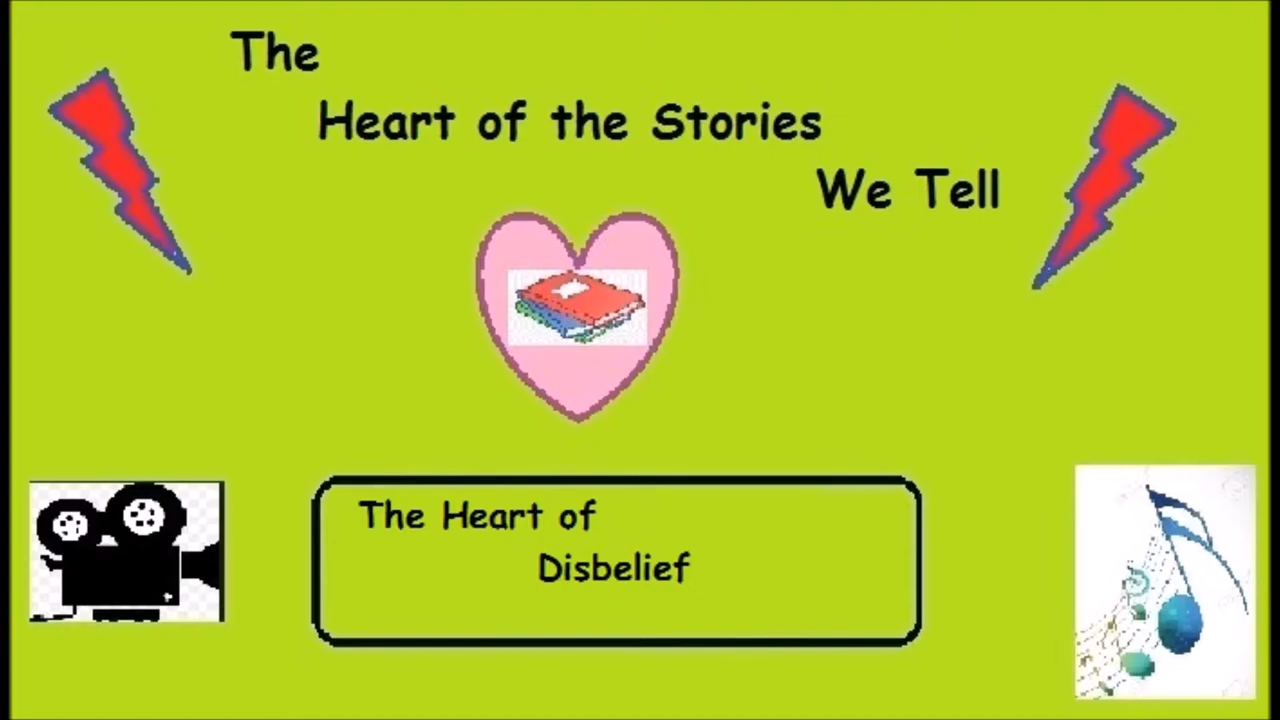 The
Heart of the Stories
We Tell
The Heart of
Disbelief